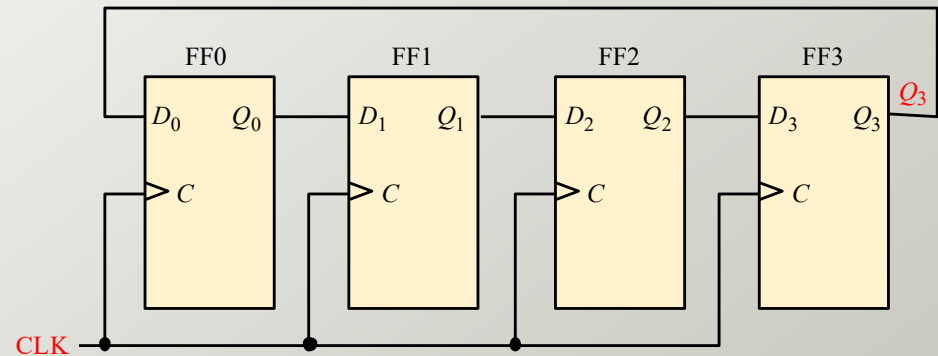 FF0 FF1 FF2 FF3
Q3
D0 Q0 D1 Q1 D2 Q2 D3 Q3
C C C C
CLK